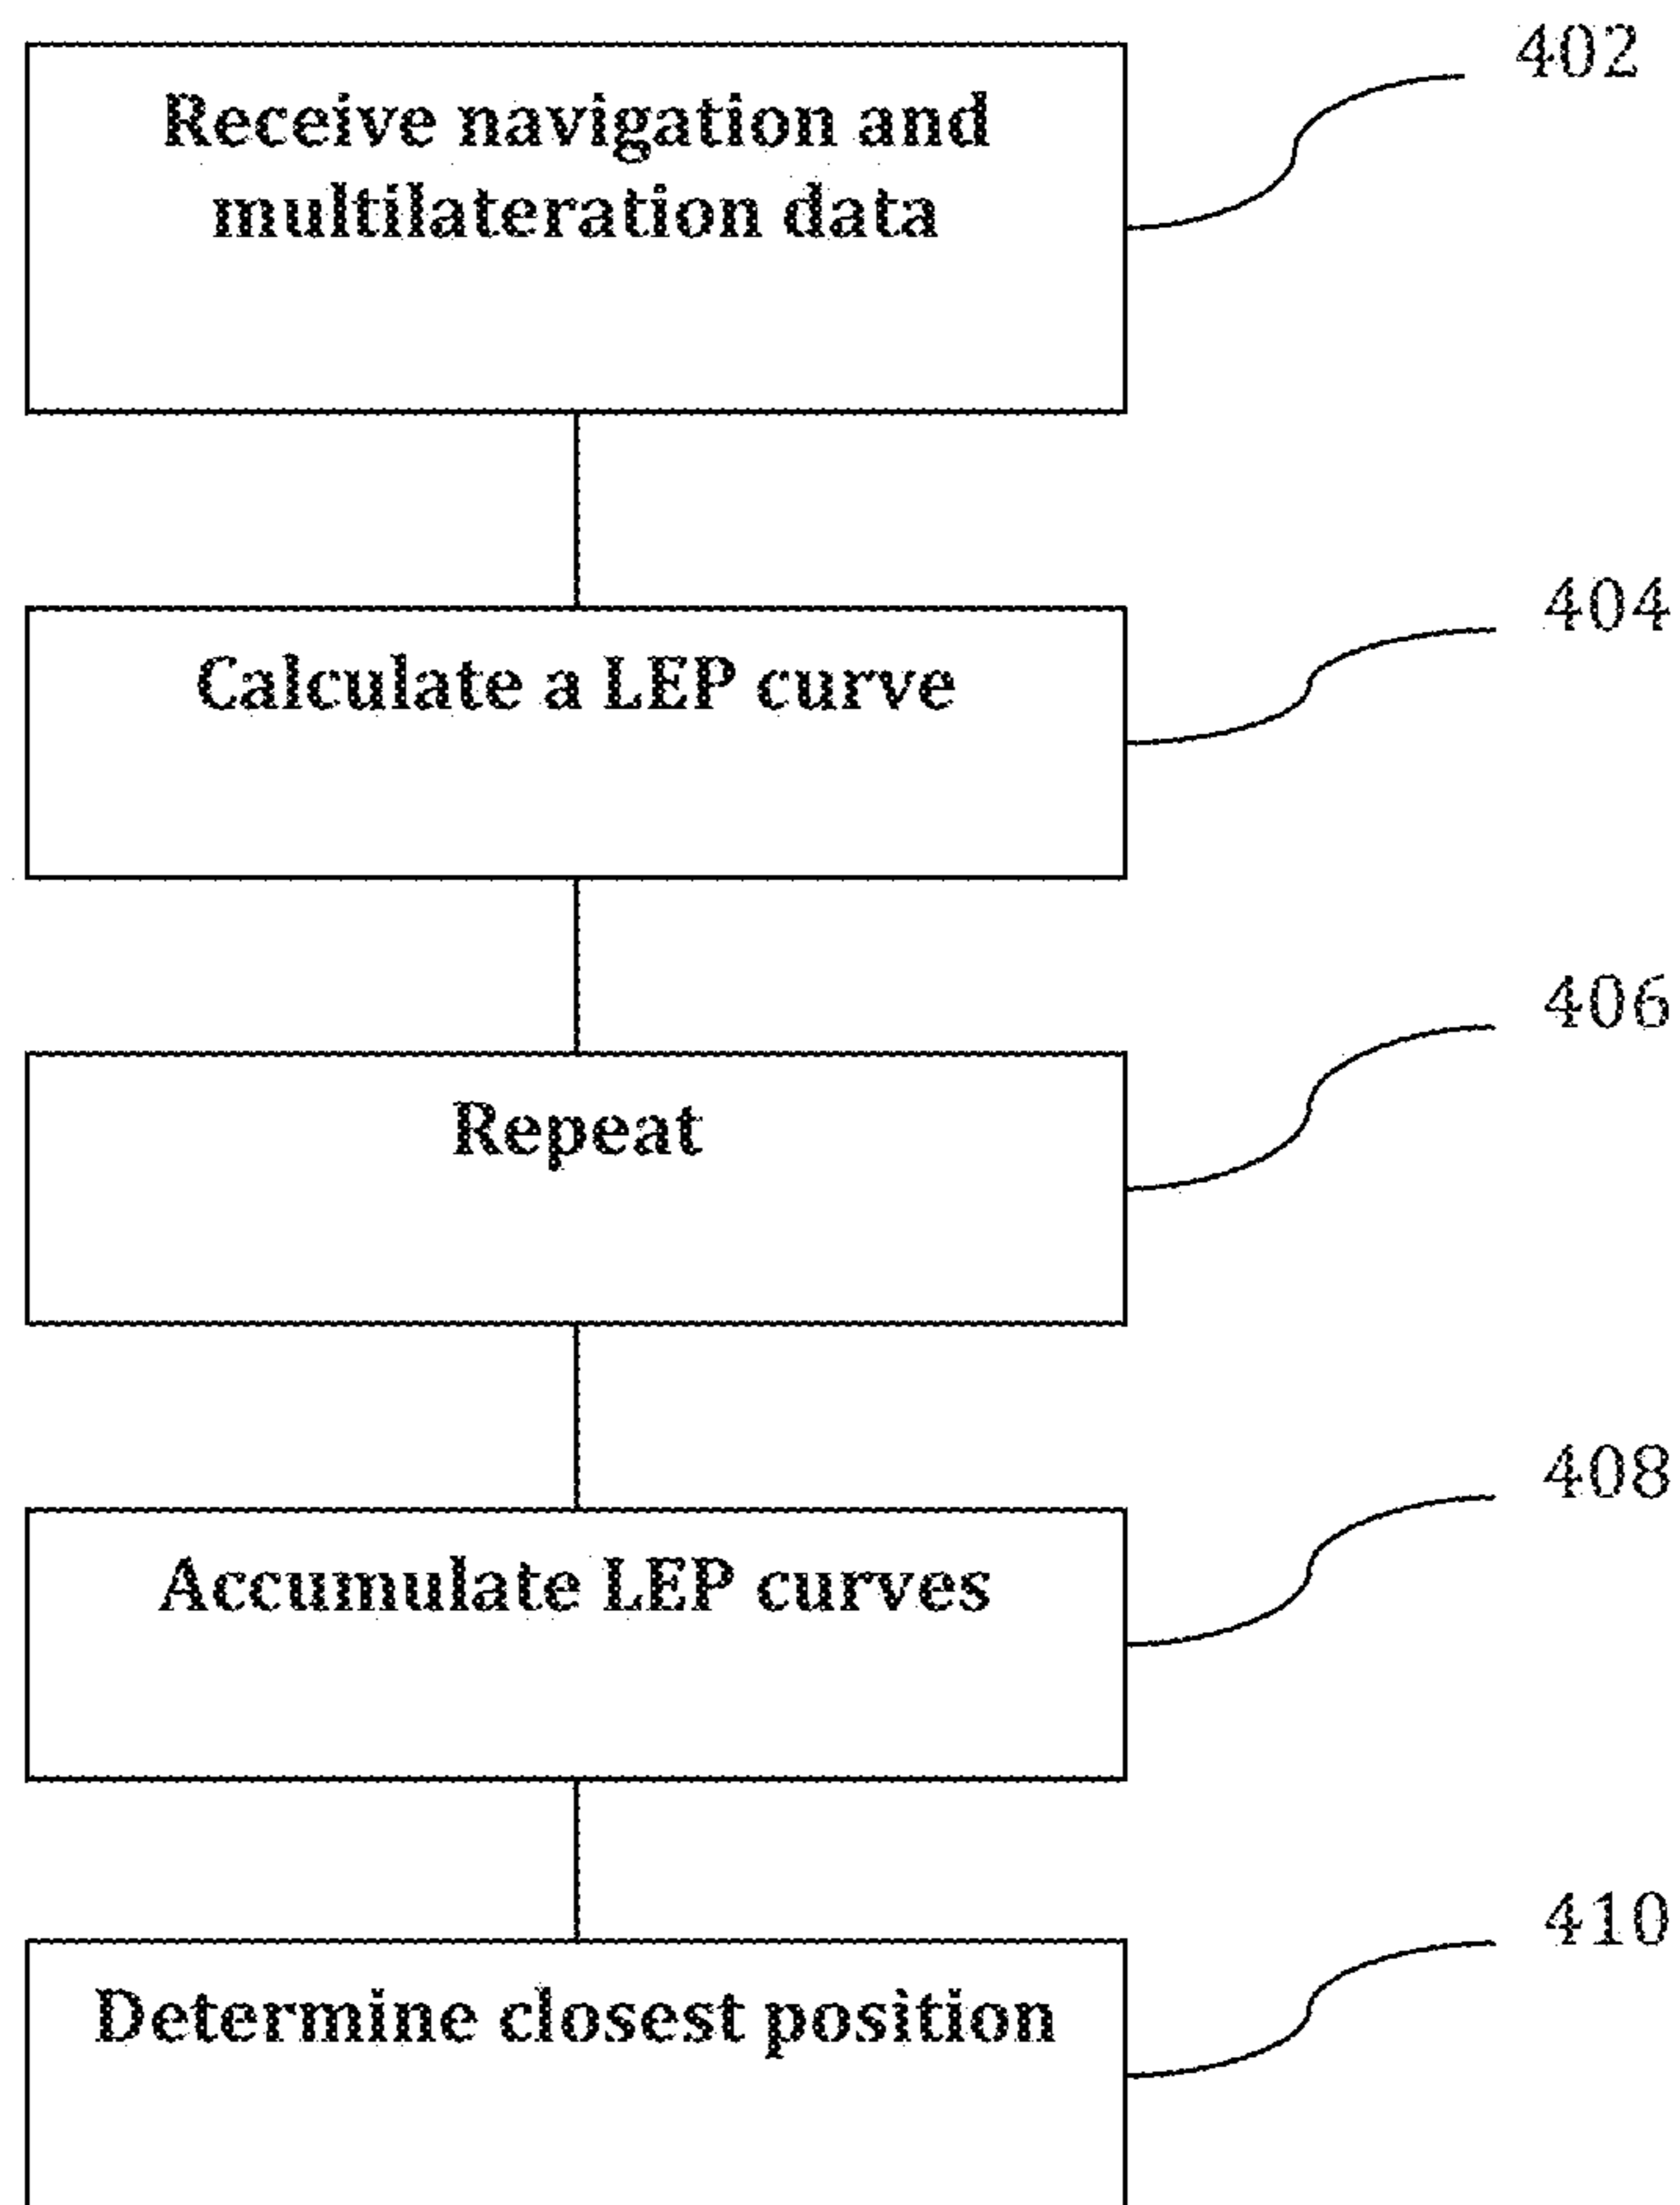 402
Receive navigation and
multilateration data
404
Calculate a LEP curve
406
Repeat
408
Accumulate LEP curves
410
Determine closest position